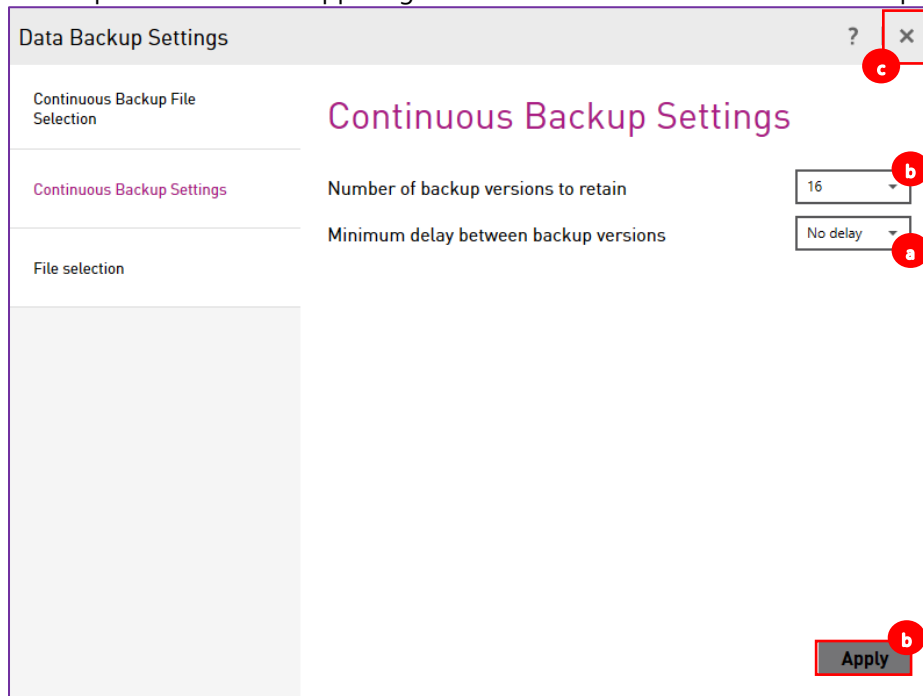 Data Backup Settings ? ×
c
Continuous Backup File
Selection
Continuous Backup Settings
Continuous Backup Settings
b
Number of backup versions to retain 16
Minimum delay between backup versions No delay
a
File selection
b
Apply